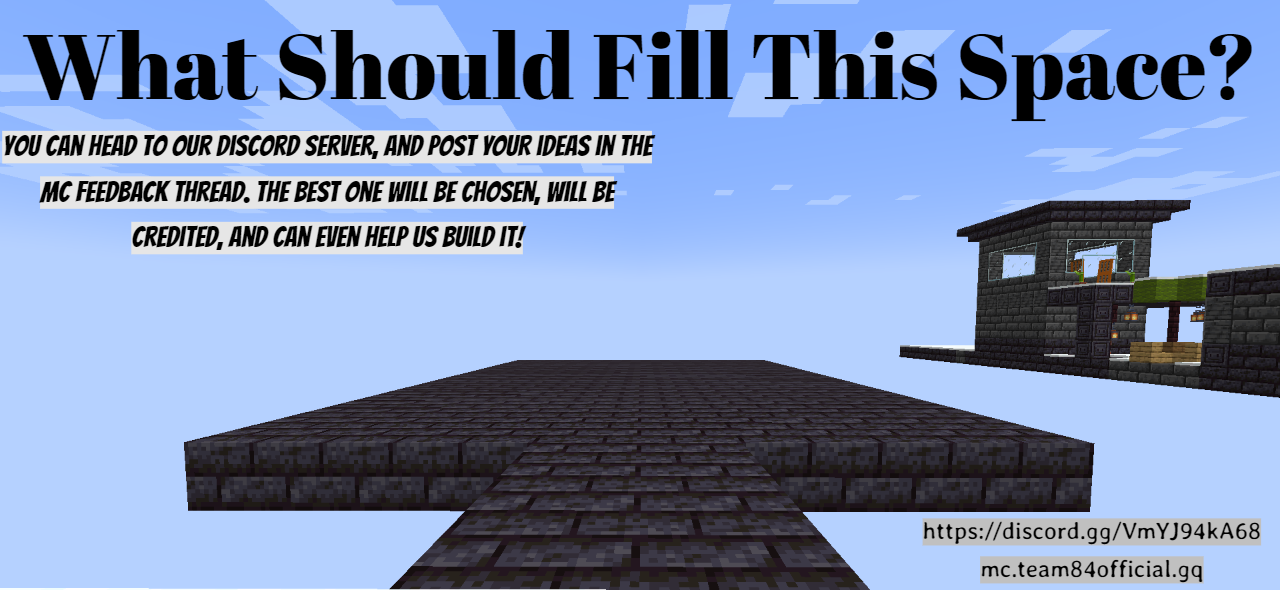 What Should Fill This Space?
YOU CAN HEAD TO OUR DISCORD SERVER, AND POST YOUR IDEAS IN THE
MC FEEDBACK THREAD. THE BEST ONE WILL BE CHOSEN, WILL BE
CREDITED, AND CAN EVEN HELP US BUILD IT!
https://discord.gg/VmYJ94kA68
mc.team84official.gq